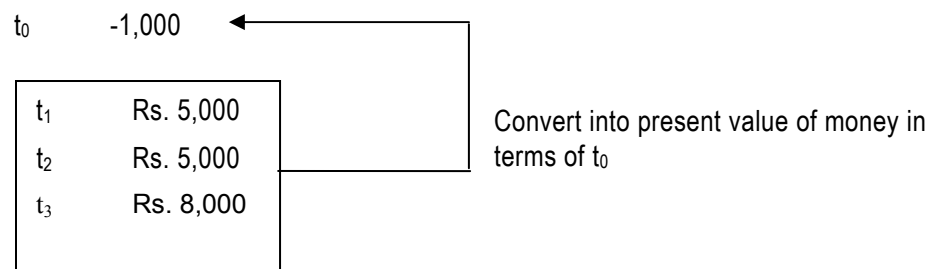 t₀ -1,000
t₁ Rs. 5,000
t₂ Rs. 5,000
t₃ Rs. 8,000
Convert into present value of money in
terms of t₀